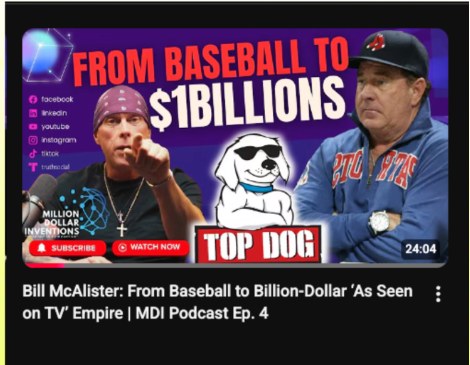 FROM BASEBALL TO
$1BILLIONS
facebook
linkedin
youtube
instagram
tiktok
truthsocial
MILLION
DOLLAR
INVENTIONS
SUBSCRIBE
WATCH NOW
TOP DOG
24:04
Bill McAlister: From Baseball to Billion-Dollar ‘As Seen
on TV’ Empire | MDI Podcast Ep. 4